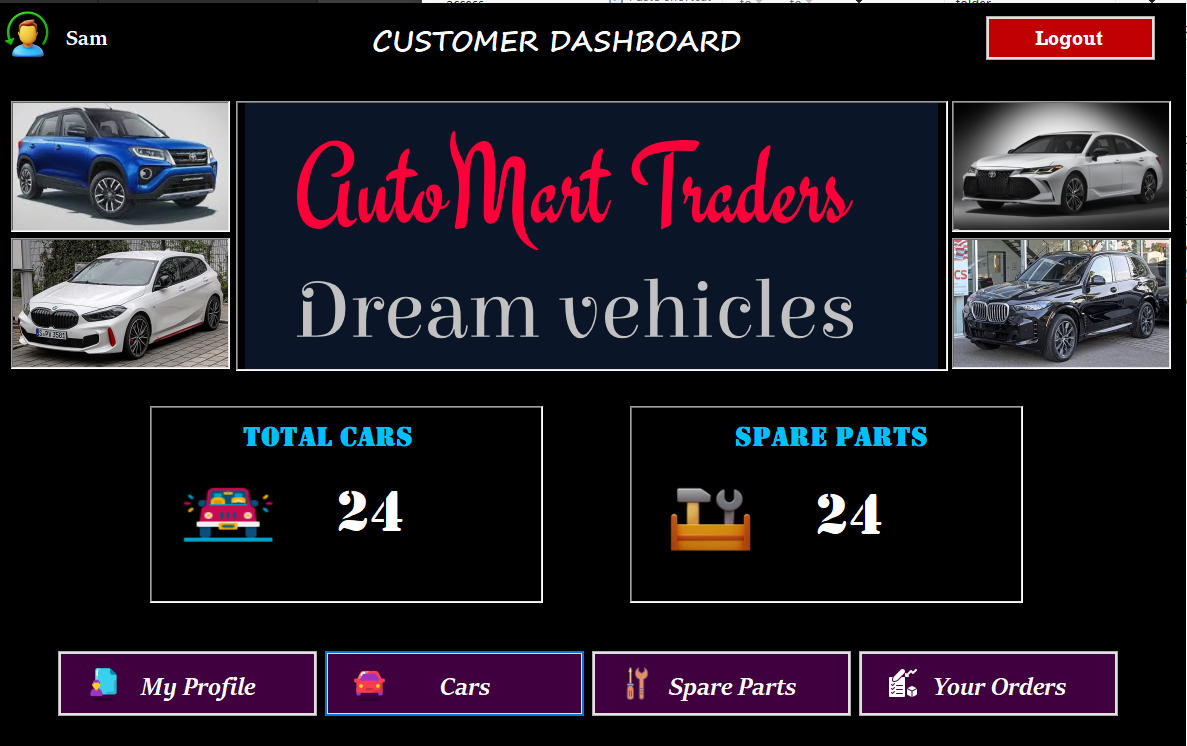 Sam
CUSTOMER DASHBOARD
Logout
AutoMart Traders
Dream vehicles
TOTAL CARS
24
SPARE PARTS
24
My Profile
Cars
Spare Parts
Your Orders